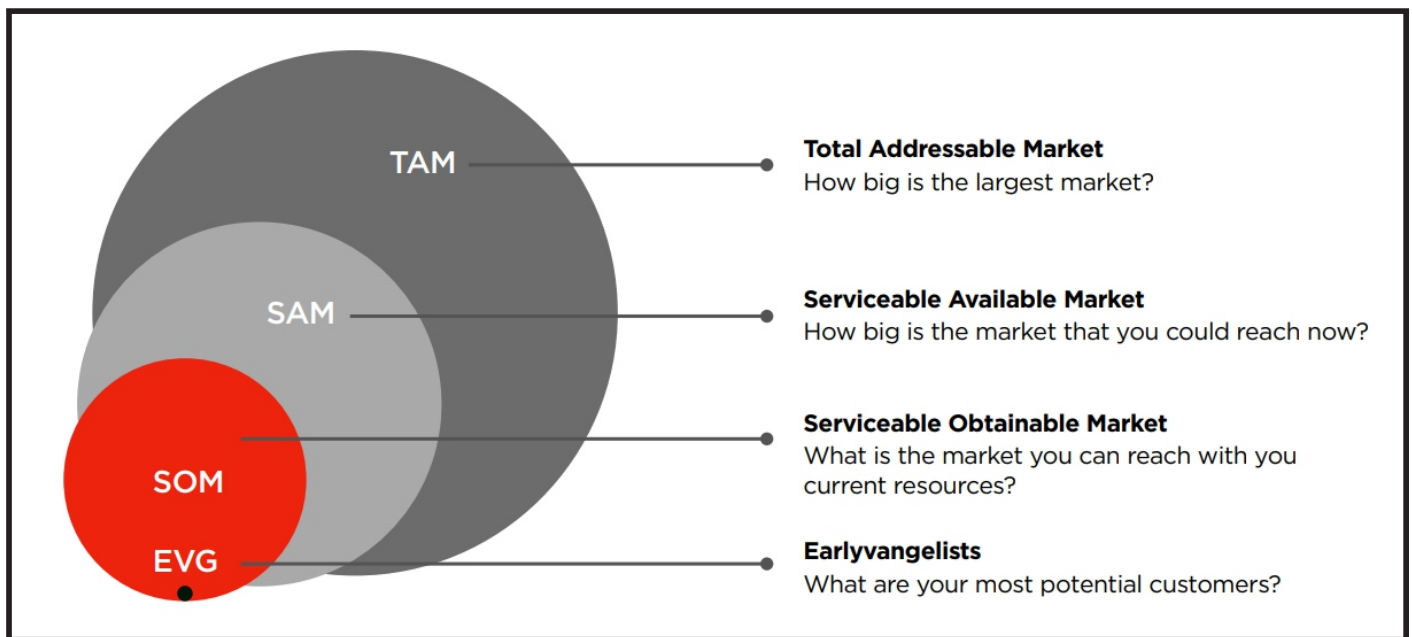 TAM
Total Addressable Market
How big is the largest market?
SAM
Serviceable Available Market
How big is the market that you could reach now?
SOM
Serviceable Obtainable Market
What is the market you can reach with you
current resources?
EVG
Earlyvangelists
What are your most potential customers?